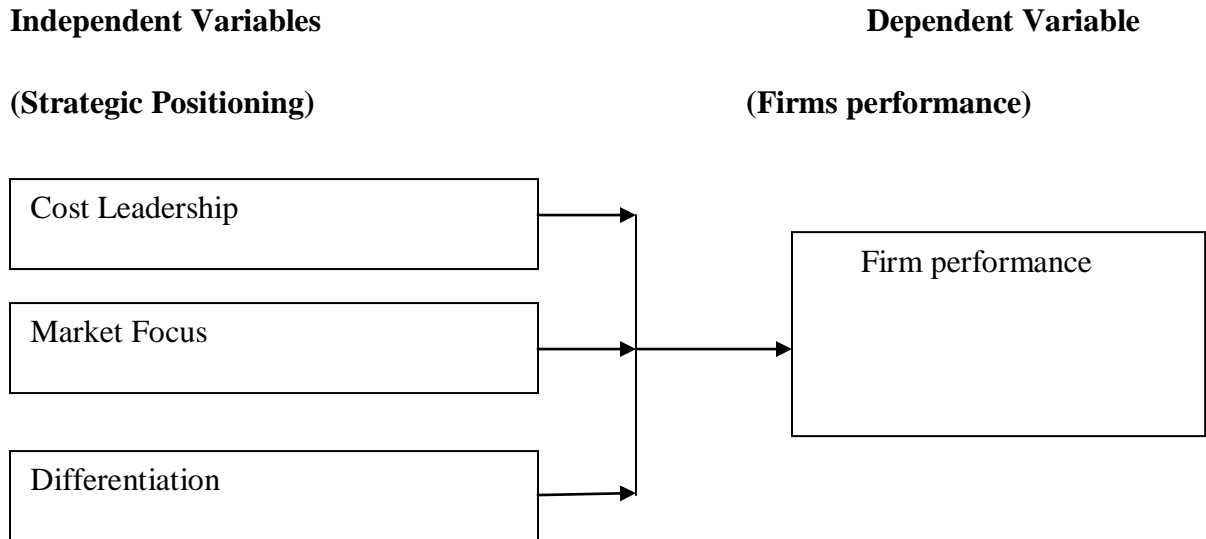 Independent Variables Dependent Variable
(Strategic Positioning) (Firms performance)
Cost Leadership
Firm performance
Market Focus
Differentiation